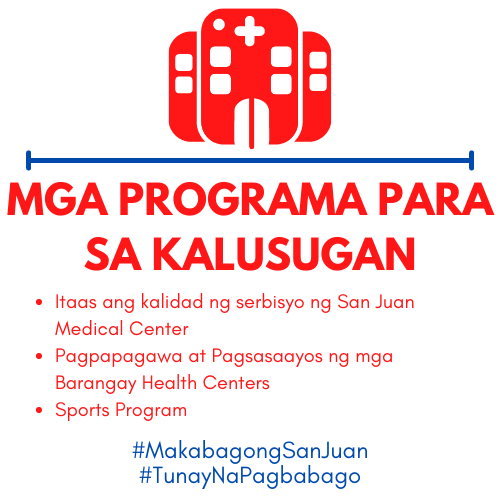 MGA PROGRAMA PARA
SA KALUSUGAN
• Itaas ang kalidad ng serbisyo ng San Juan
Medical Center
• Pagpapagawa at Pagsasaayos ng mga
Barangay Health Centers
• Sports Program
#MakabagongSanJuan
#TunayNaPagbabago